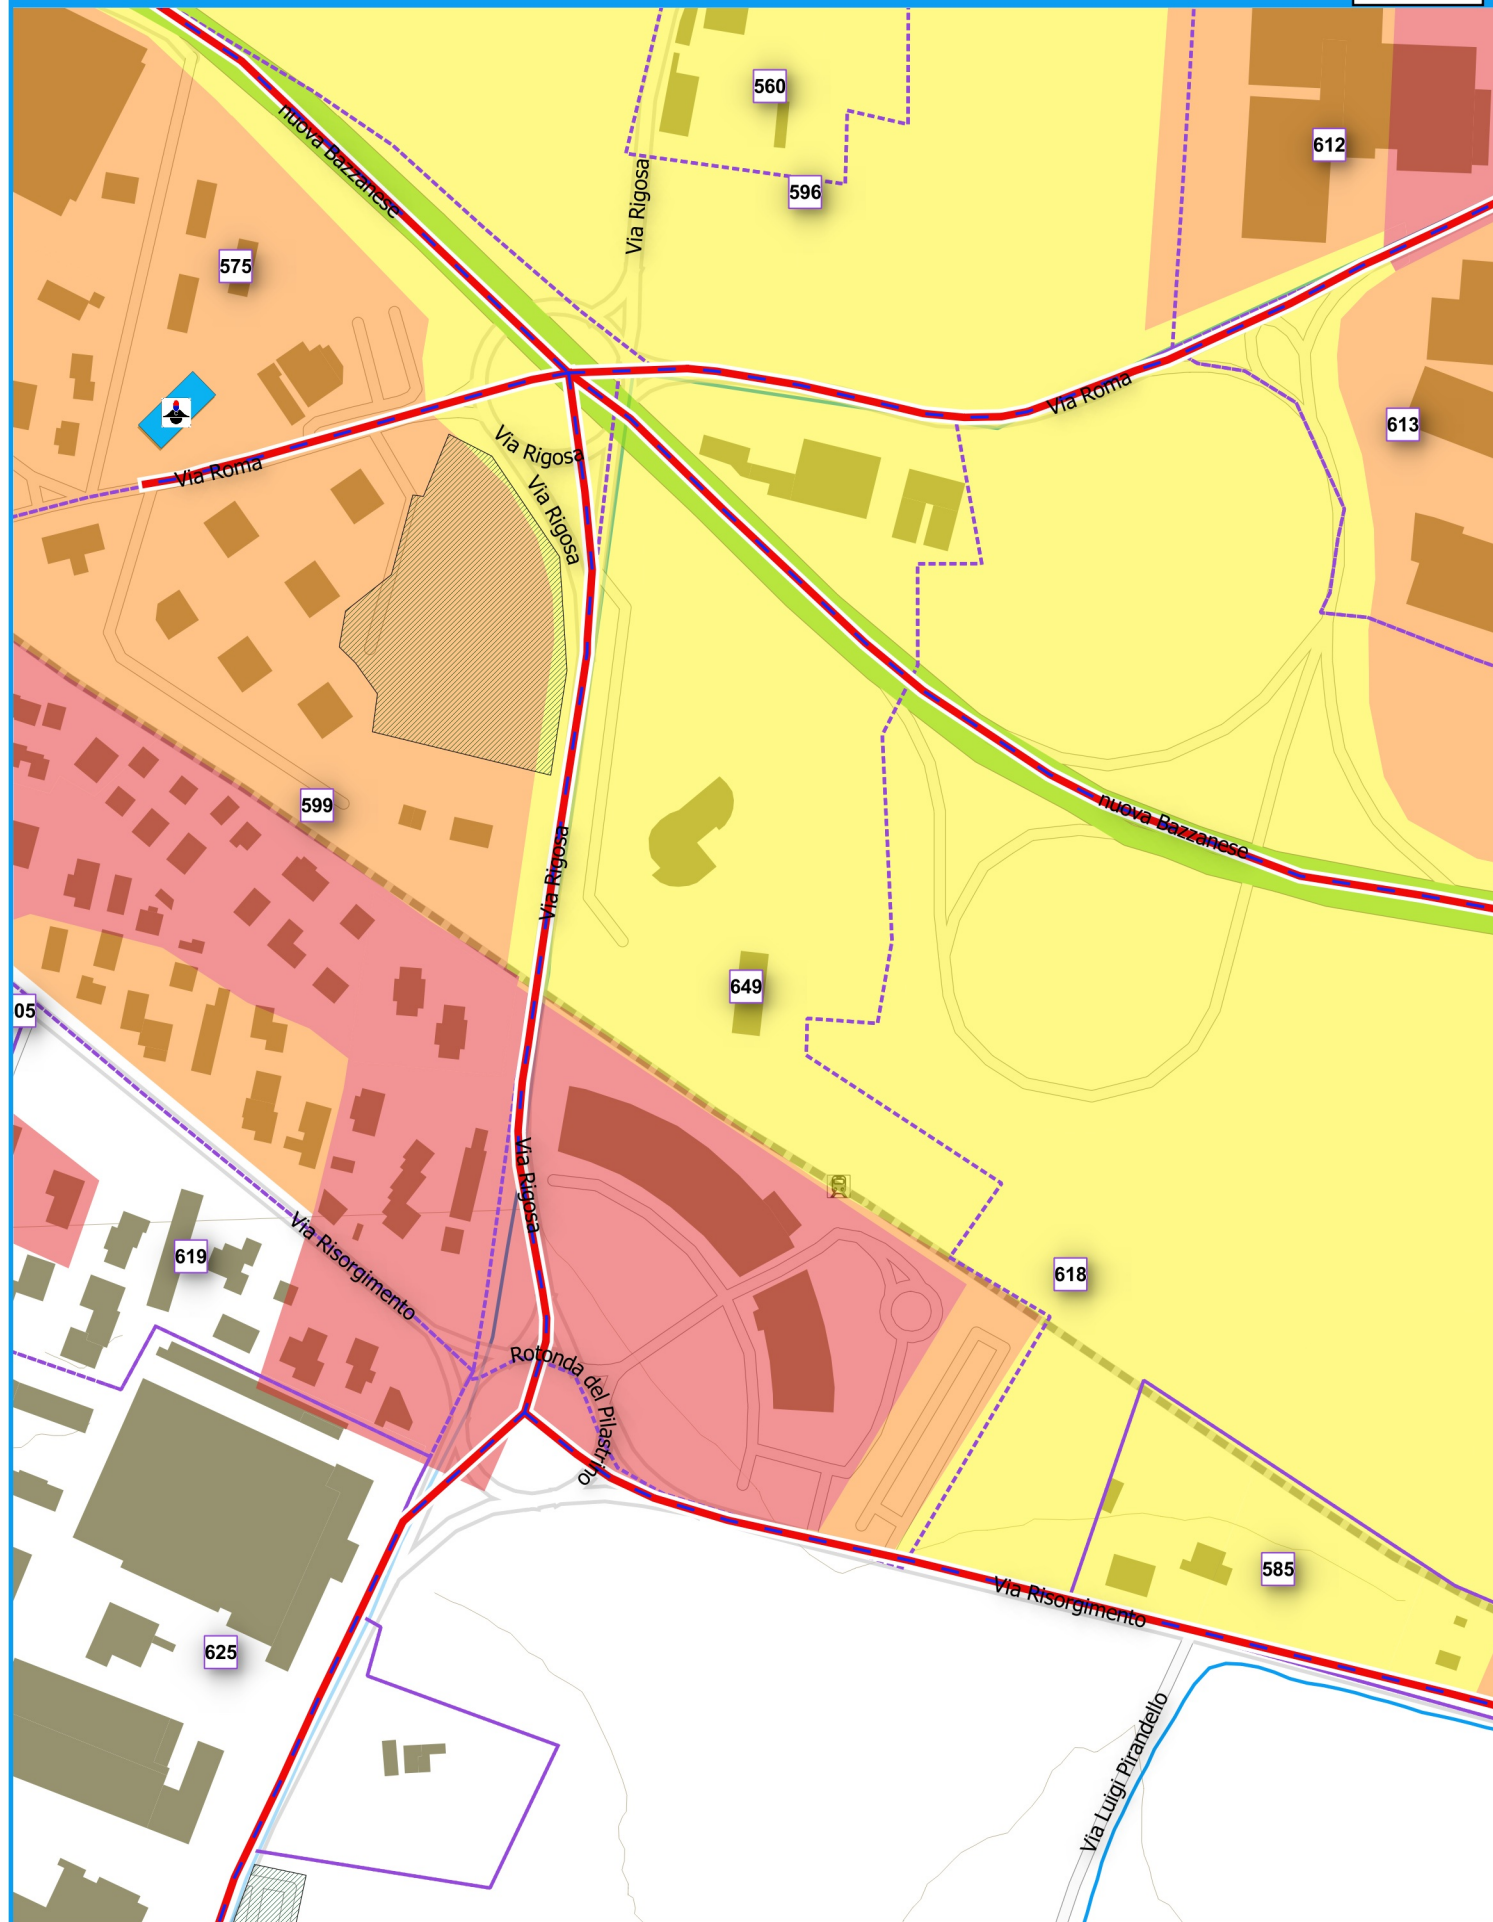 560
612
nuova Bazzanese
596
Via Rigosa
575
Via Roma
613
Via Rigosa
Via Roma
Via Rigosa
599
nuova Bazzanese
Via Rigosa
649
05
Via Rigosa
619
Via Risorgimento
618
Rotonda del Pilastrino
585
Via Risorgimento
625
Via Luigi Pirandello